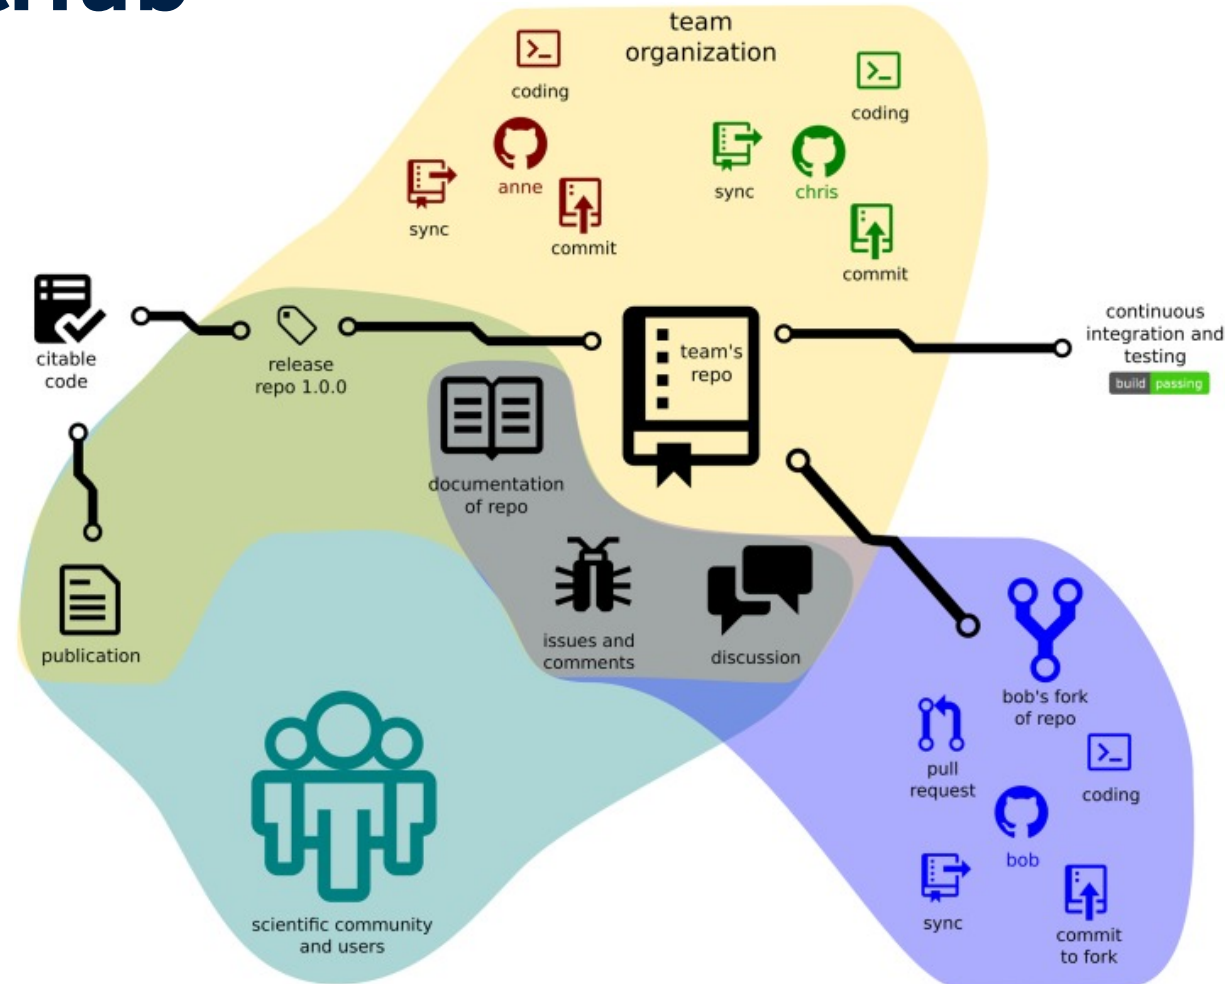 team
organization
coding
coding
anne
sync
commit
sync
chris
commit
citable
code
release
repo 1.0.0
team's
repo
continuous
integration and
testing
build passing
documentation
of repo
publication
issues and
comments
discussion
bob's fork
of repo
pull
request
coding
bob
sync
commit
to fork
scientific community
and users